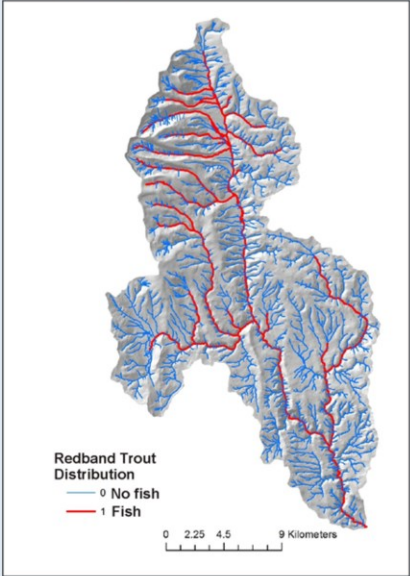 Redband Trout
Distribution
0 No fish
1 Fish
0 2.25 4.5 9 Kilometers